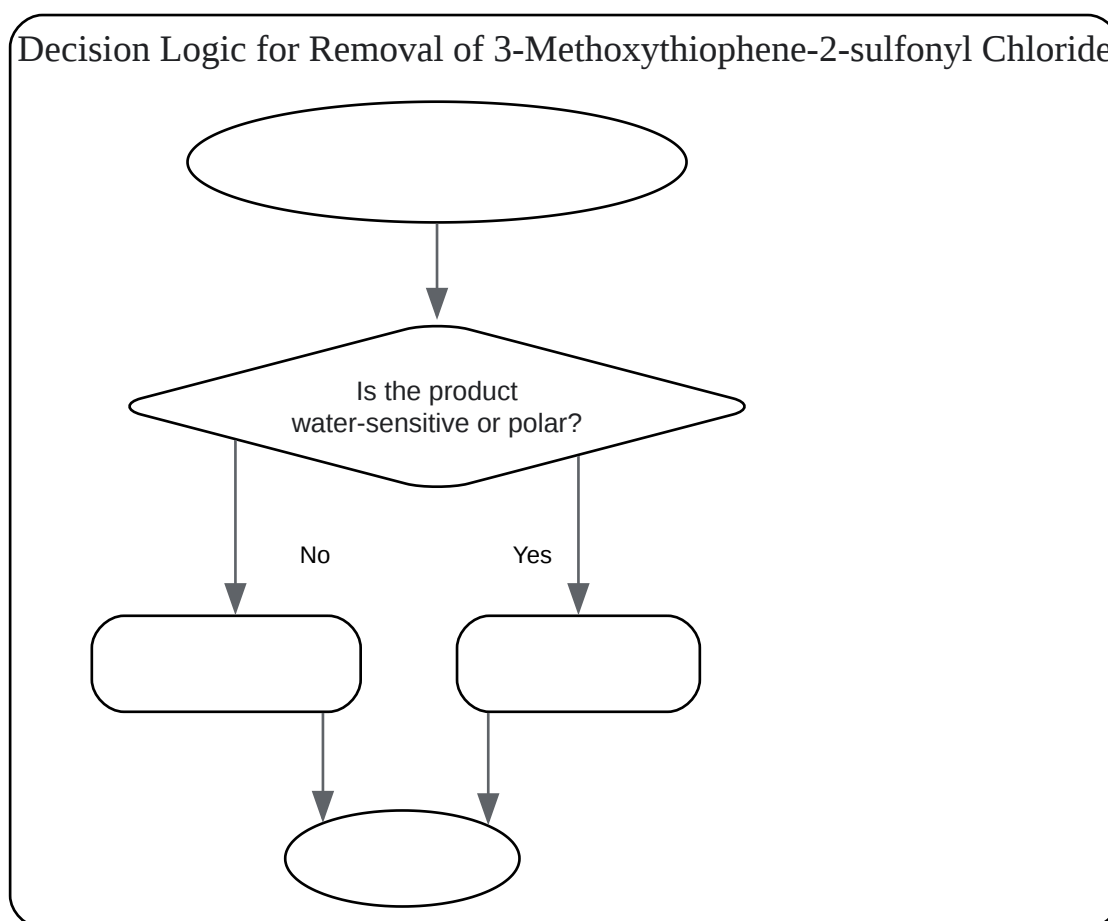 Decision Logic for Removal of 3-Methoxythiophene-2-sulfonyl Chloride
Is the product
water-sensitive or polar?
No
Yes